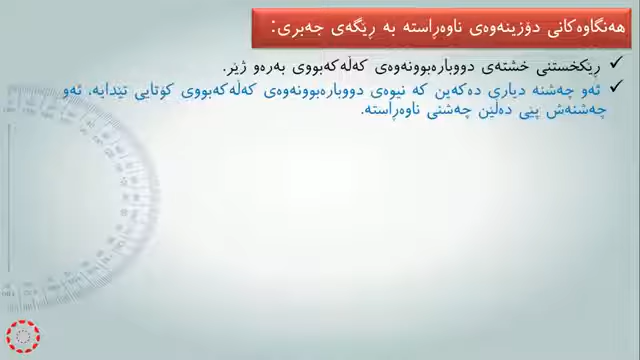 هەنگاوەکانی دۆزینەوەی ناوەڕاستە بە ڕێگەی جەبری:
✓ ڕێکخستنی خشتەی دووبارەبوونەوەی کەڵەکەبووی بەرەو ژێر.
✓ ئەو چەشنە دیاری دەکەین کە نیوەی دووبارەبوونەوەی کەڵەکەبووی کۆتایی تێدایە، ئەو
چەشنەش پێی دەڵێن چەشنی ناوەڕاستە.